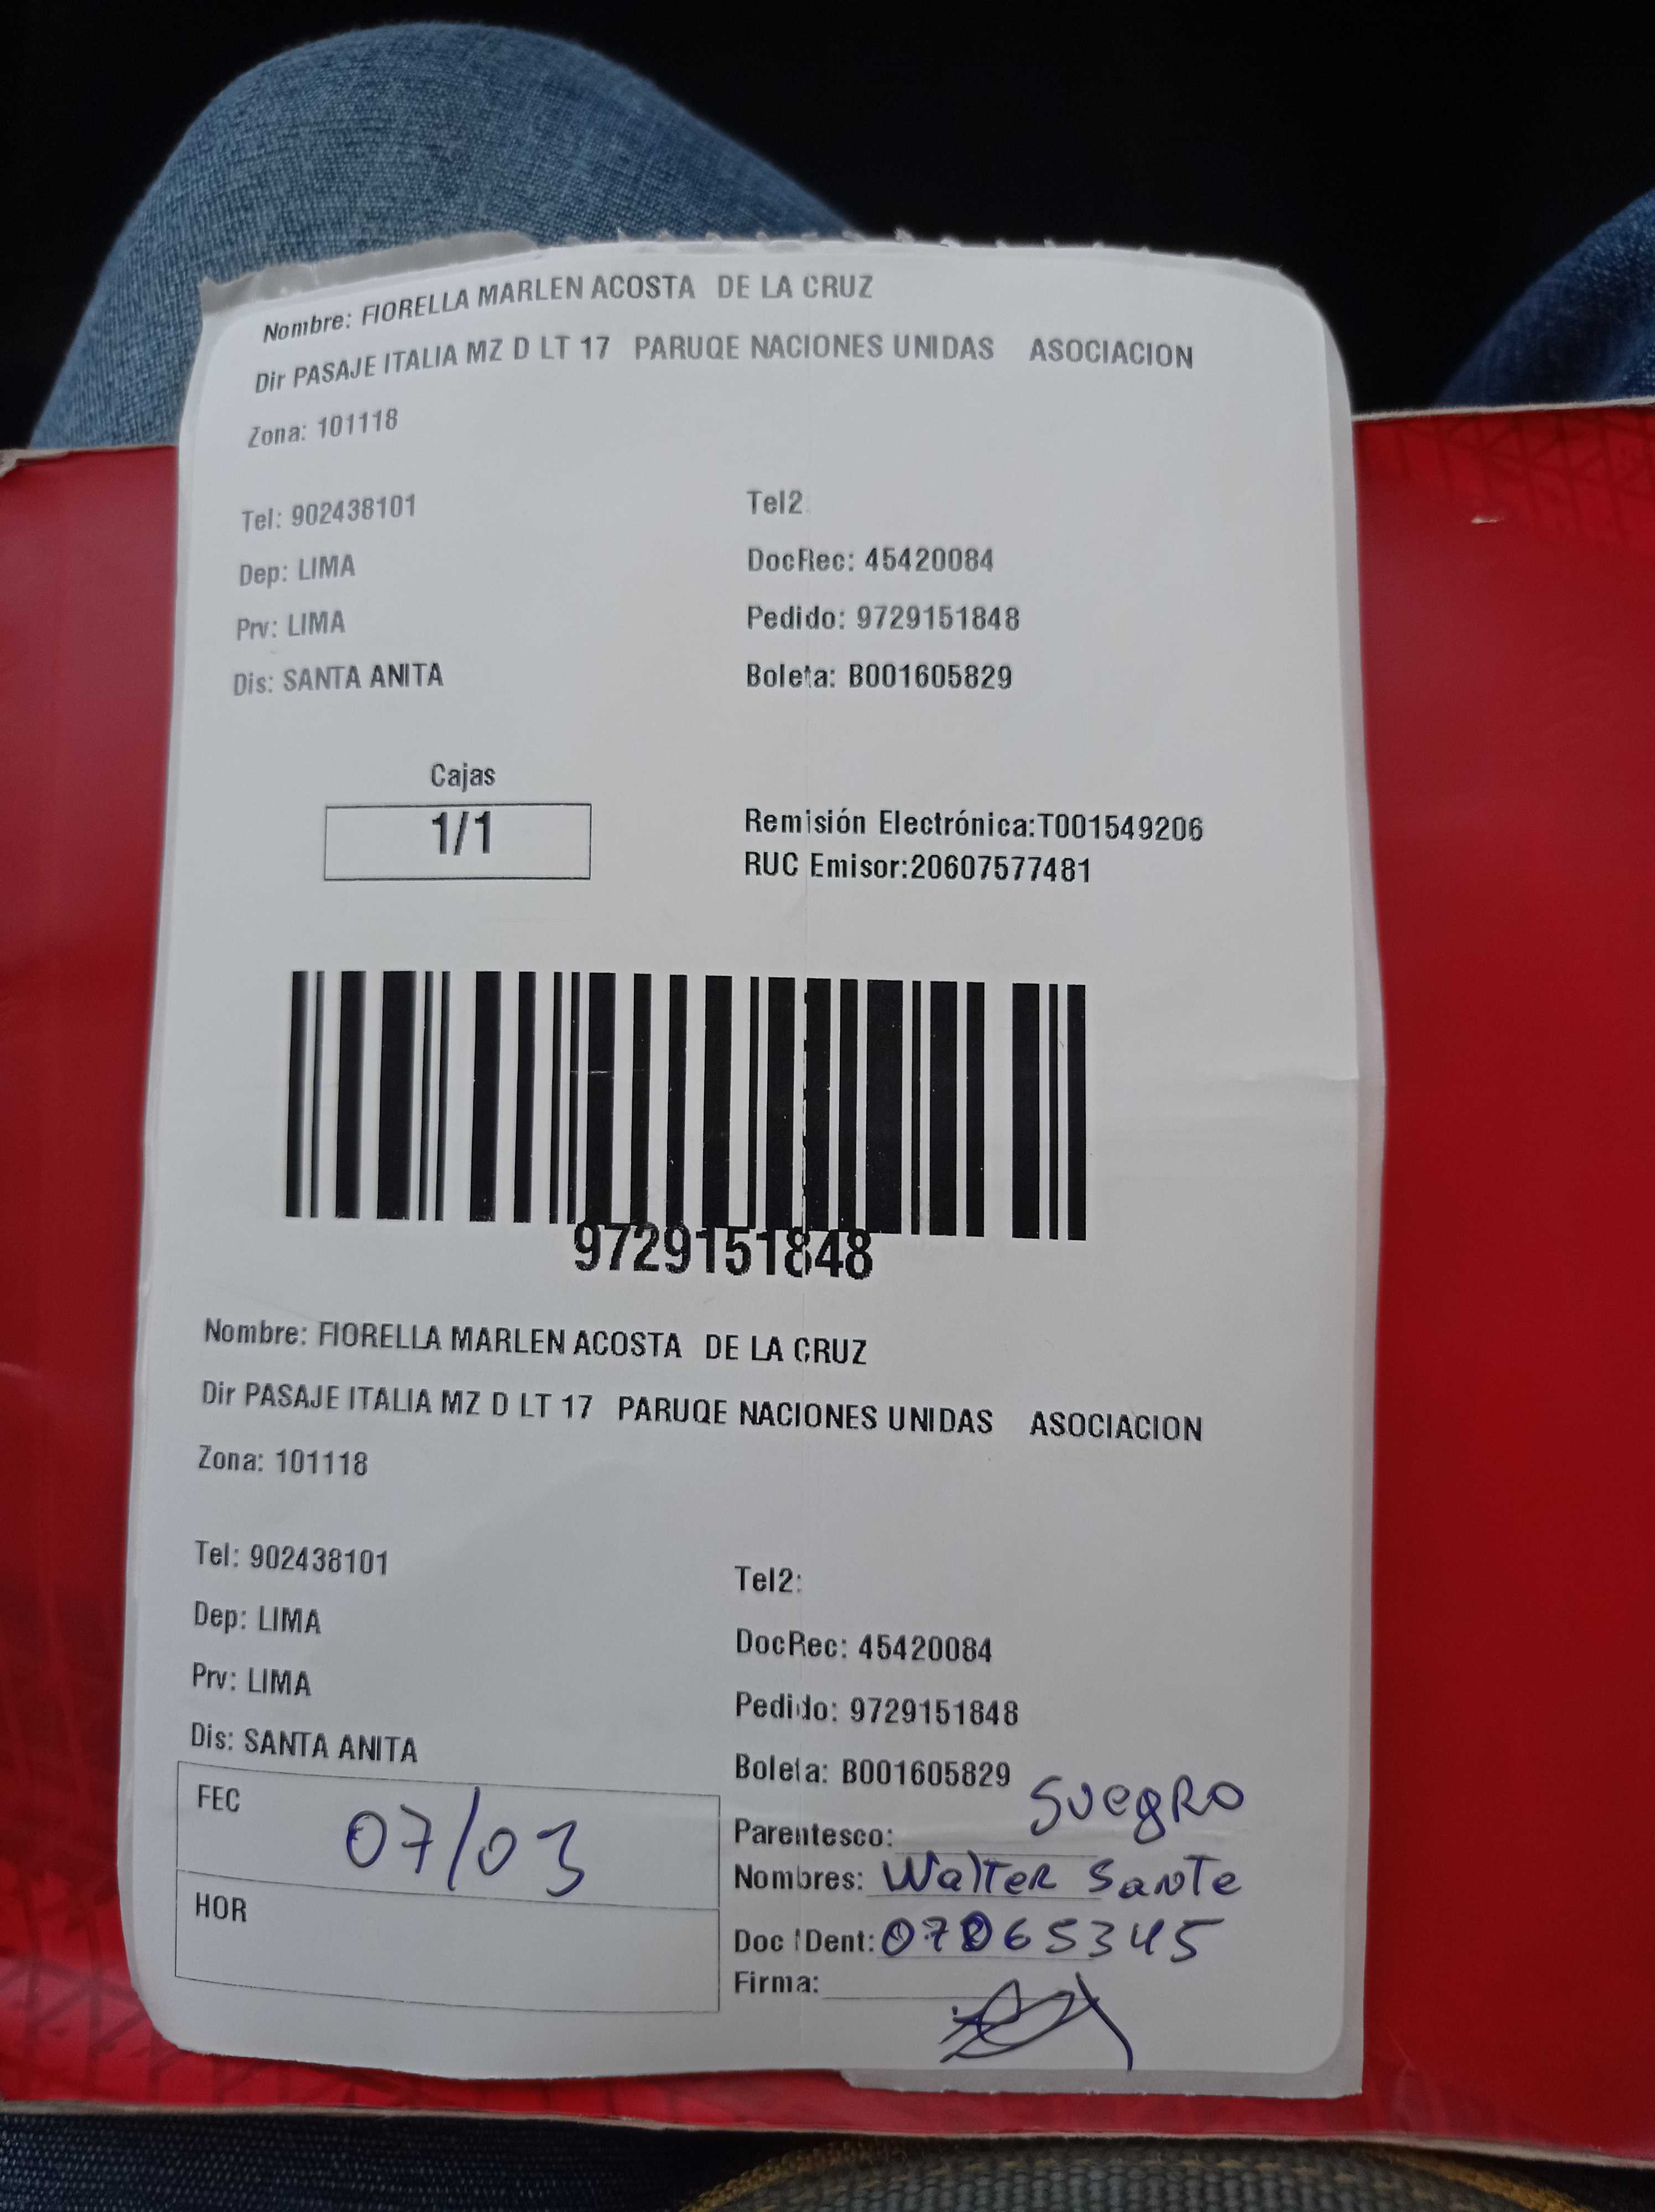 Nombre: FIORELLA MARLEN ACOSTA DE LA CRUZ
Dir PASAJE ITALIA MZ D LT 17 PARUQE NACIONES UNIDAS ASOCIACION
Zona: 101118
Tel: 902438101 Tel2
Dep: LIMA DocRec: 45420084
Prv: LIMA Pedido: 9729151848
Dis: SANTA ANITA Boleta: B001605829
Cajas
1/1
Remisión Electrónica:T001549206
RUC Emisor:20607577481
9729151848
Nombre: FIORELLA MARLEN ACOSTA DE LA CRUZ
Dir PASAJE ITALIA MZ D LT 17 PARUQE NACIONES UNIDAS ASOCIACION
Zona: 101118
Tel: 902438101 Tel2:
Dep: LIMA DocRec: 45420084
Prv: LIMA Pedido: 9729151848
Dis: SANTA ANITA Boleta: B001605829
FEC 07/03
HOR
Parentesco: Suegro
Nombres: Walter Sante
Doc IDent:
Firma: